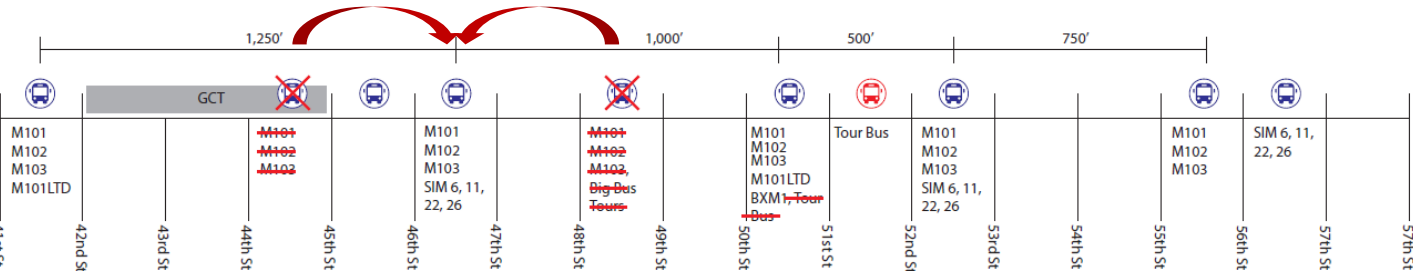 1,250’
1,000’
500’
750’
GCT
M101
M102
M103
M101LTD
M101
M102
M103
M101
M102
M103
SIM 6, 11,
22, 26
M101
M102
M103,
Big Bus
Tours
M101
M102
M103
M101LTD
BXM1, Tour
Bus
Tour Bus
M101
M102
M103
SIM 6, 11,
22, 26
M101
M102
M103
SIM 6, 11,
22, 26
41st St
42nd St
43rd St
44th St
45th St
46th St
47th St
48th St
49th St
50th St
51st St
52nd St
53rd St
54th St
55th St
56th St
57th St
57th St